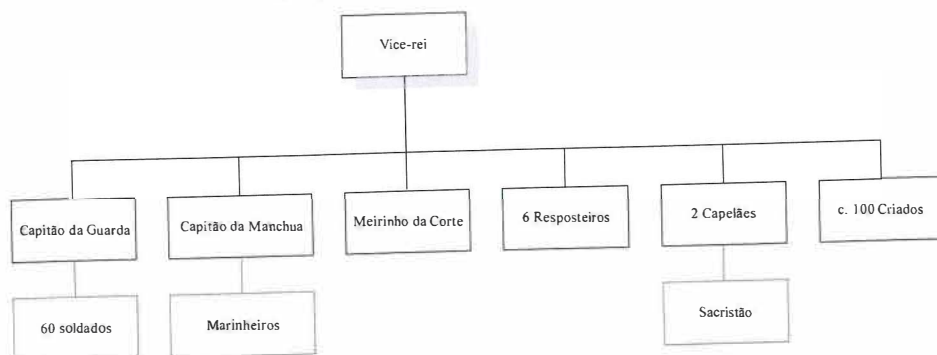 Vice-rei
Capitão da Guarda
Capitão da Manchua
Meirinho da Corte
6 Resposteiros
2 Capelães
c. 100 Criados
60 soldados
Marinheiros
Sacristão